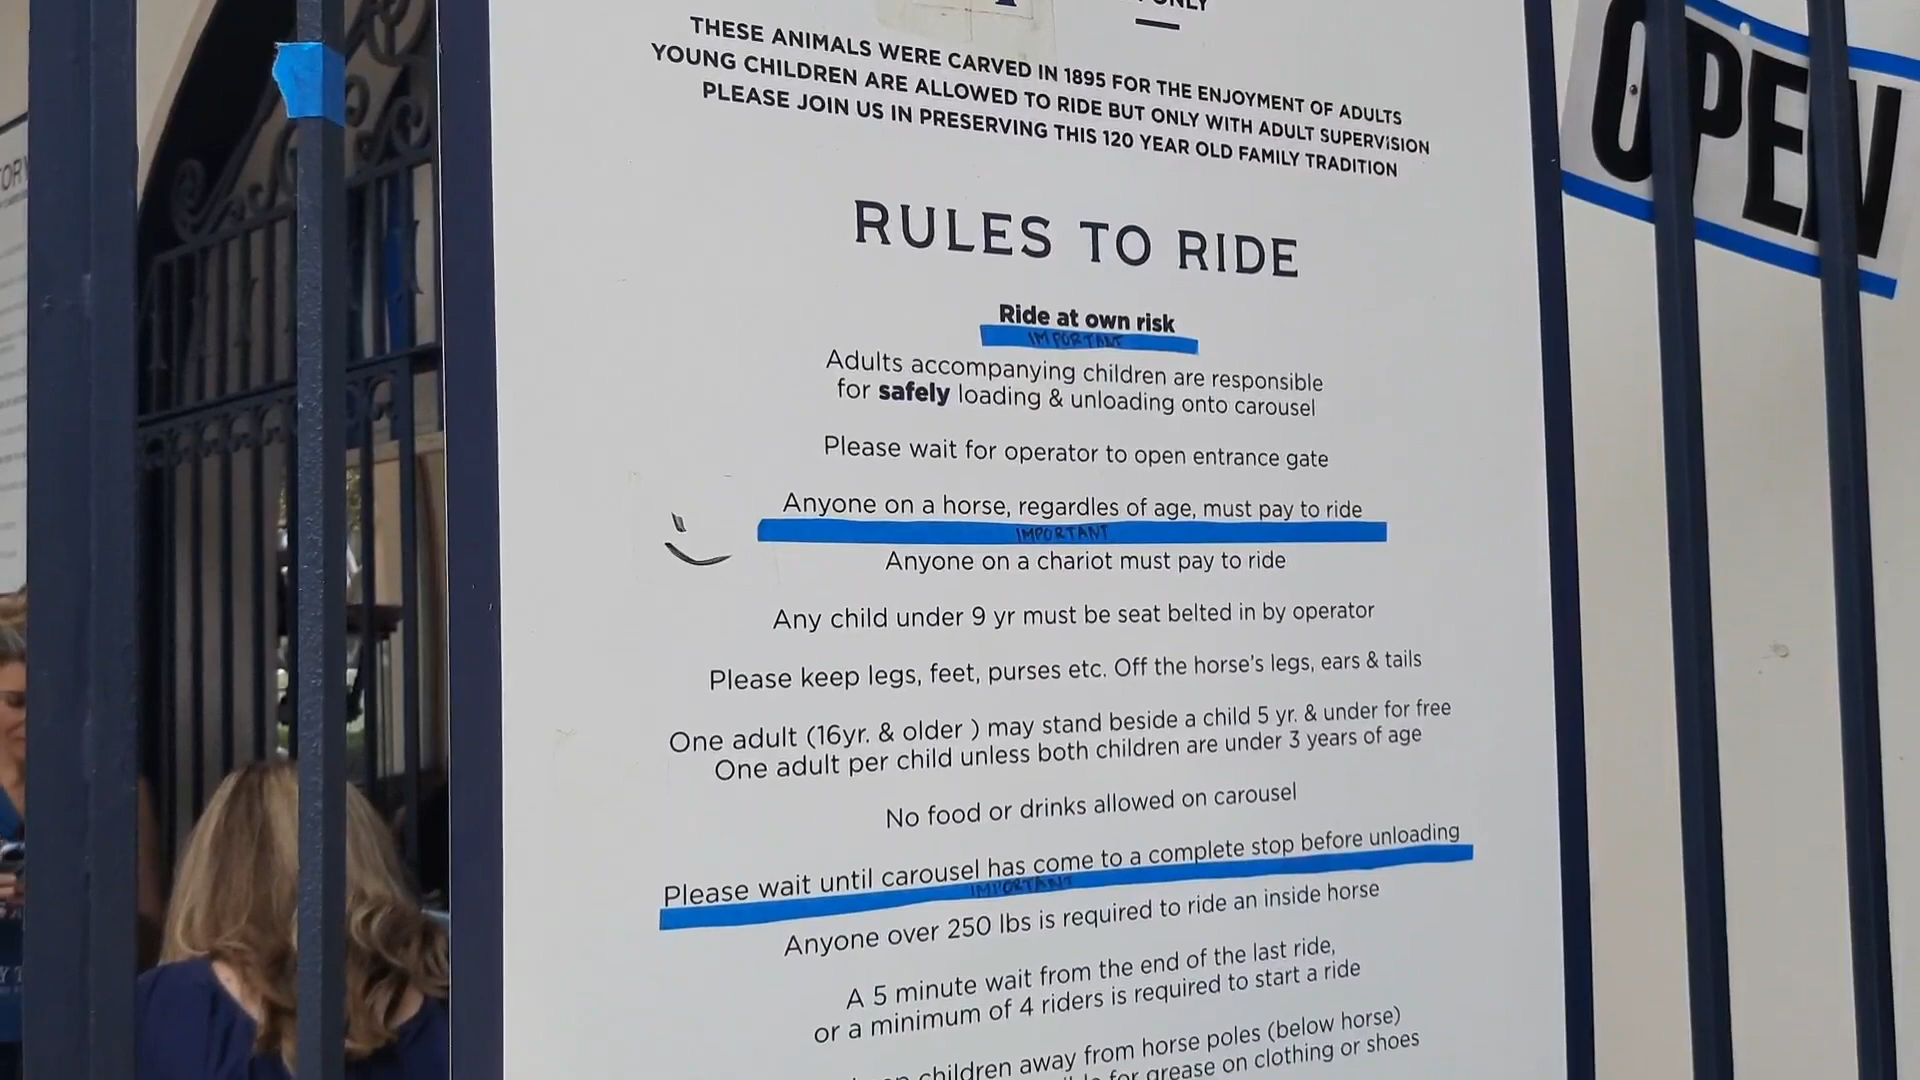 THESE ANIMALS WERE CARVED IN 1895 FOR THE ENJOYMENT OF ADULTS
YOUNG CHILDREN ARE ALLOWED TO RIDE BUT ONLY WITH ADULT SUPERVISION
PLEASE JOIN US IN PRESERVING THIS 120 YEAR OLD FAMILY TRADITION
OPEN
RULES TO RIDE
Ride at own risk
IMPORTANT
Adults accompanying children are responsible
for safely loading & unloading onto carousel
Please wait for operator to open entrance gate
Anyone on a horse, regardles of age, must pay to ride
IMPORTANT
Anyone on a chariot must pay to ride
Any child under 9 yr must be seat belted in by operator
Please keep legs, feet, purses etc. Off the horse's legs, ears & tails
One adult (16yr. & older ) may stand beside a child 5 yr. & under for free
One adult per child unless both children are under 3 years of age
No food or drinks allowed on carousel
Please wait until carousel has come to a complete stop before unloading
IMPORTANT
Anyone over 250 lbs is required to ride an inside horse
A 5 minute wait from the end of the last ride,
or a minimum of 4 riders is required to start a ride
children away from horse poles (below horse)
for grease on clothing or shoes